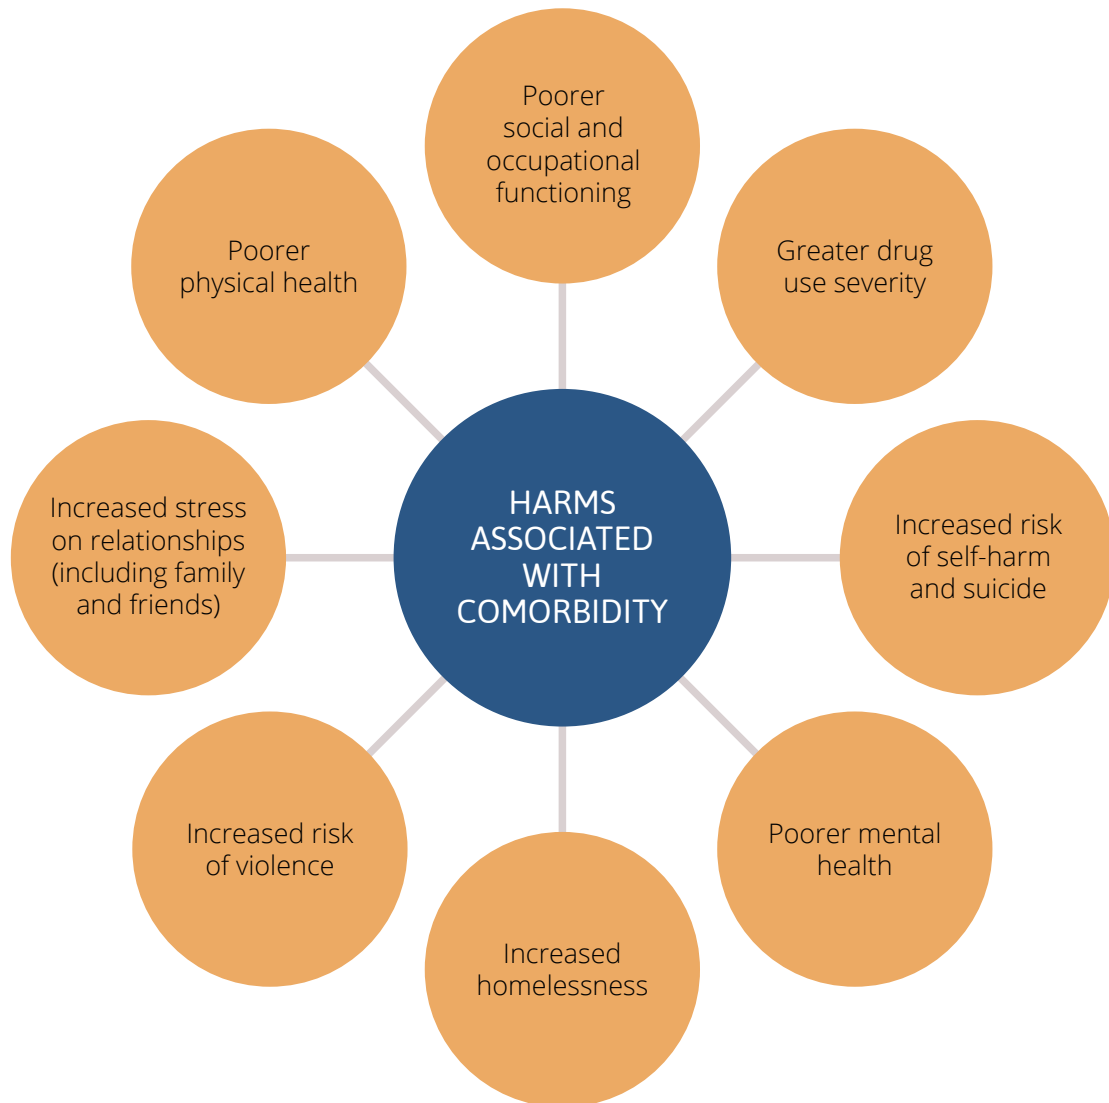 Poorer
social and
occupational
functioning
Greater drug
use severity
Increased risk
of self-harm
and suicide
Poorer mental
health
Increased
homelessness
Increased risk
of violence
Increased stress
on relationships
(including family
and friends)
Poorer
physical health
HARMS
ASSOCIATED
WITH
COMORBIDITY